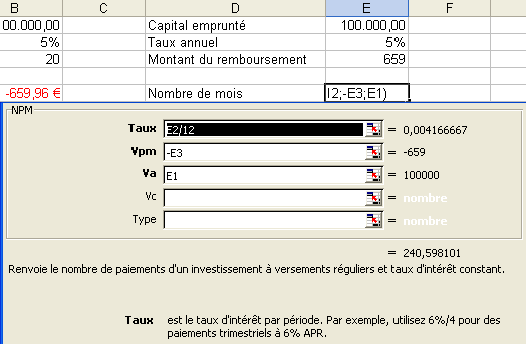 B C D E F
00.000,00 Capital emprunté 100.000,00
5% Taux annuel 5%
20 Montant du remboursement 659
-659,96 € Nombre de mois I2;-E3;E1)
NPM
Taux E2/12 = 0,004166667
Vpm -E3 = -659
Va E1 = 100000
Vc = nombre
Type = nombre
= 240,598101
Renvoie le nombre de paiements d'un investissement à versements réguliers et taux d'intérêt constant.
Taux est le taux d'intérêt par période. Par exemple, utilisez 6%/4 pour des
paiements trimestriels à 6% APR.